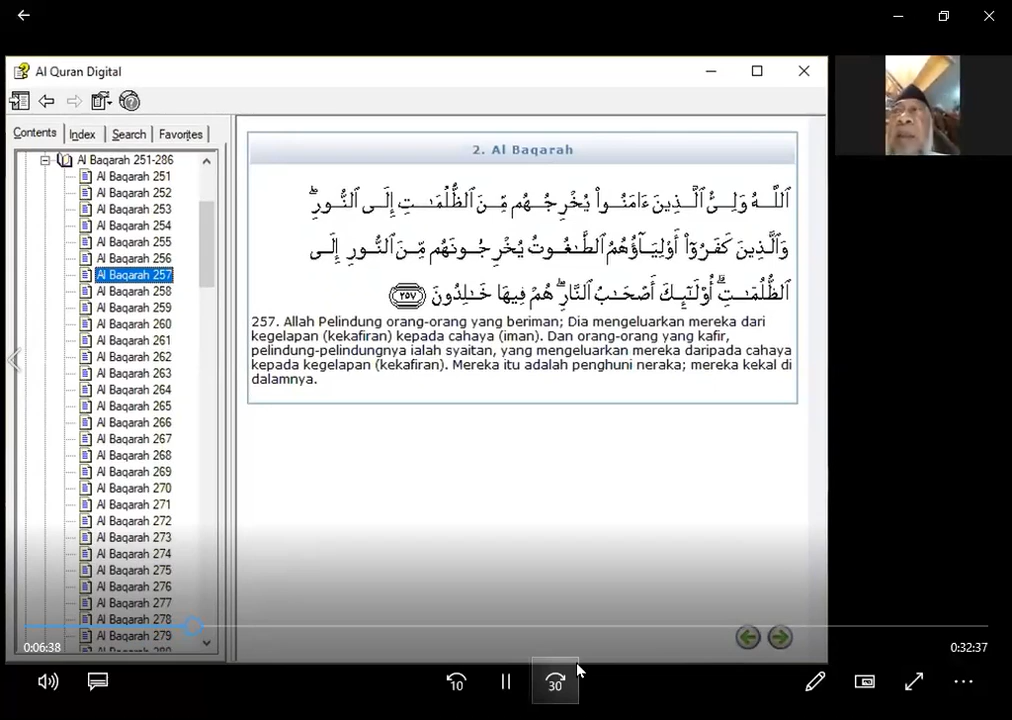 Al Quran Digital
Contents Index Search Favorites
Al Baqarah 251-286
Al Baqarah 251
Al Baqarah 252
Al Baqarah 253
Al Baqarah 254
Al Baqarah 255
Al Baqarah 256
Al Baqarah 257
Al Baqarah 258
Al Baqarah 259
Al Baqarah 260
Al Baqarah 261
Al Baqarah 262
Al Baqarah 263
Al Baqarah 264
Al Baqarah 265
Al Baqarah 266
Al Baqarah 267
Al Baqarah 268
Al Baqarah 269
Al Baqarah 270
Al Baqarah 271
Al Baqarah 272
Al Baqarah 273
Al Baqarah 274
Al Baqarah 275
Al Baqarah 276
Al Baqarah 277
Al Baqarah 278
Al Baqarah 279
2. Al Baqarah
ٱللَّهُ وَلِىُّ ٱلَّذِينَ ءَامَنُوا۟ يُخْرِجُهُم مِّنَ ٱلظُّلُمَـٰتِ إِلَى ٱلنُّورِ ۖ
وَٱلَّذِينَ كَفَرُوٓا۟ أَوْلِيَآؤُهُمُ ٱلطَّـٰغُوتُ يُخْرِجُونَهُم مِّنَ ٱلنُّورِ إِلَى
ٱلظُّلُمَـٰتِ ۗ أُو۟لَـٰٓئِكَ أَصْحَـٰبُ ٱلنَّارِ ۖ هُمْ فِيهَا خَـٰلِدُونَ ٢٥٧
257. Allah Pelindung orang-orang yang beriman; Dia mengeluarkan mereka dari
kegelapan (kekafiran) kepada cahaya (iman). Dan orang-orang yang kafir,
pelindung-pelindungnya ialah syaitan, yang mengeluarkan mereka daripada cahaya
kepada kegelapan (kekafiran). Mereka itu adalah penghuni neraka; mereka kekal di
dalamnya.
0:06:38
0:32:37
10
30